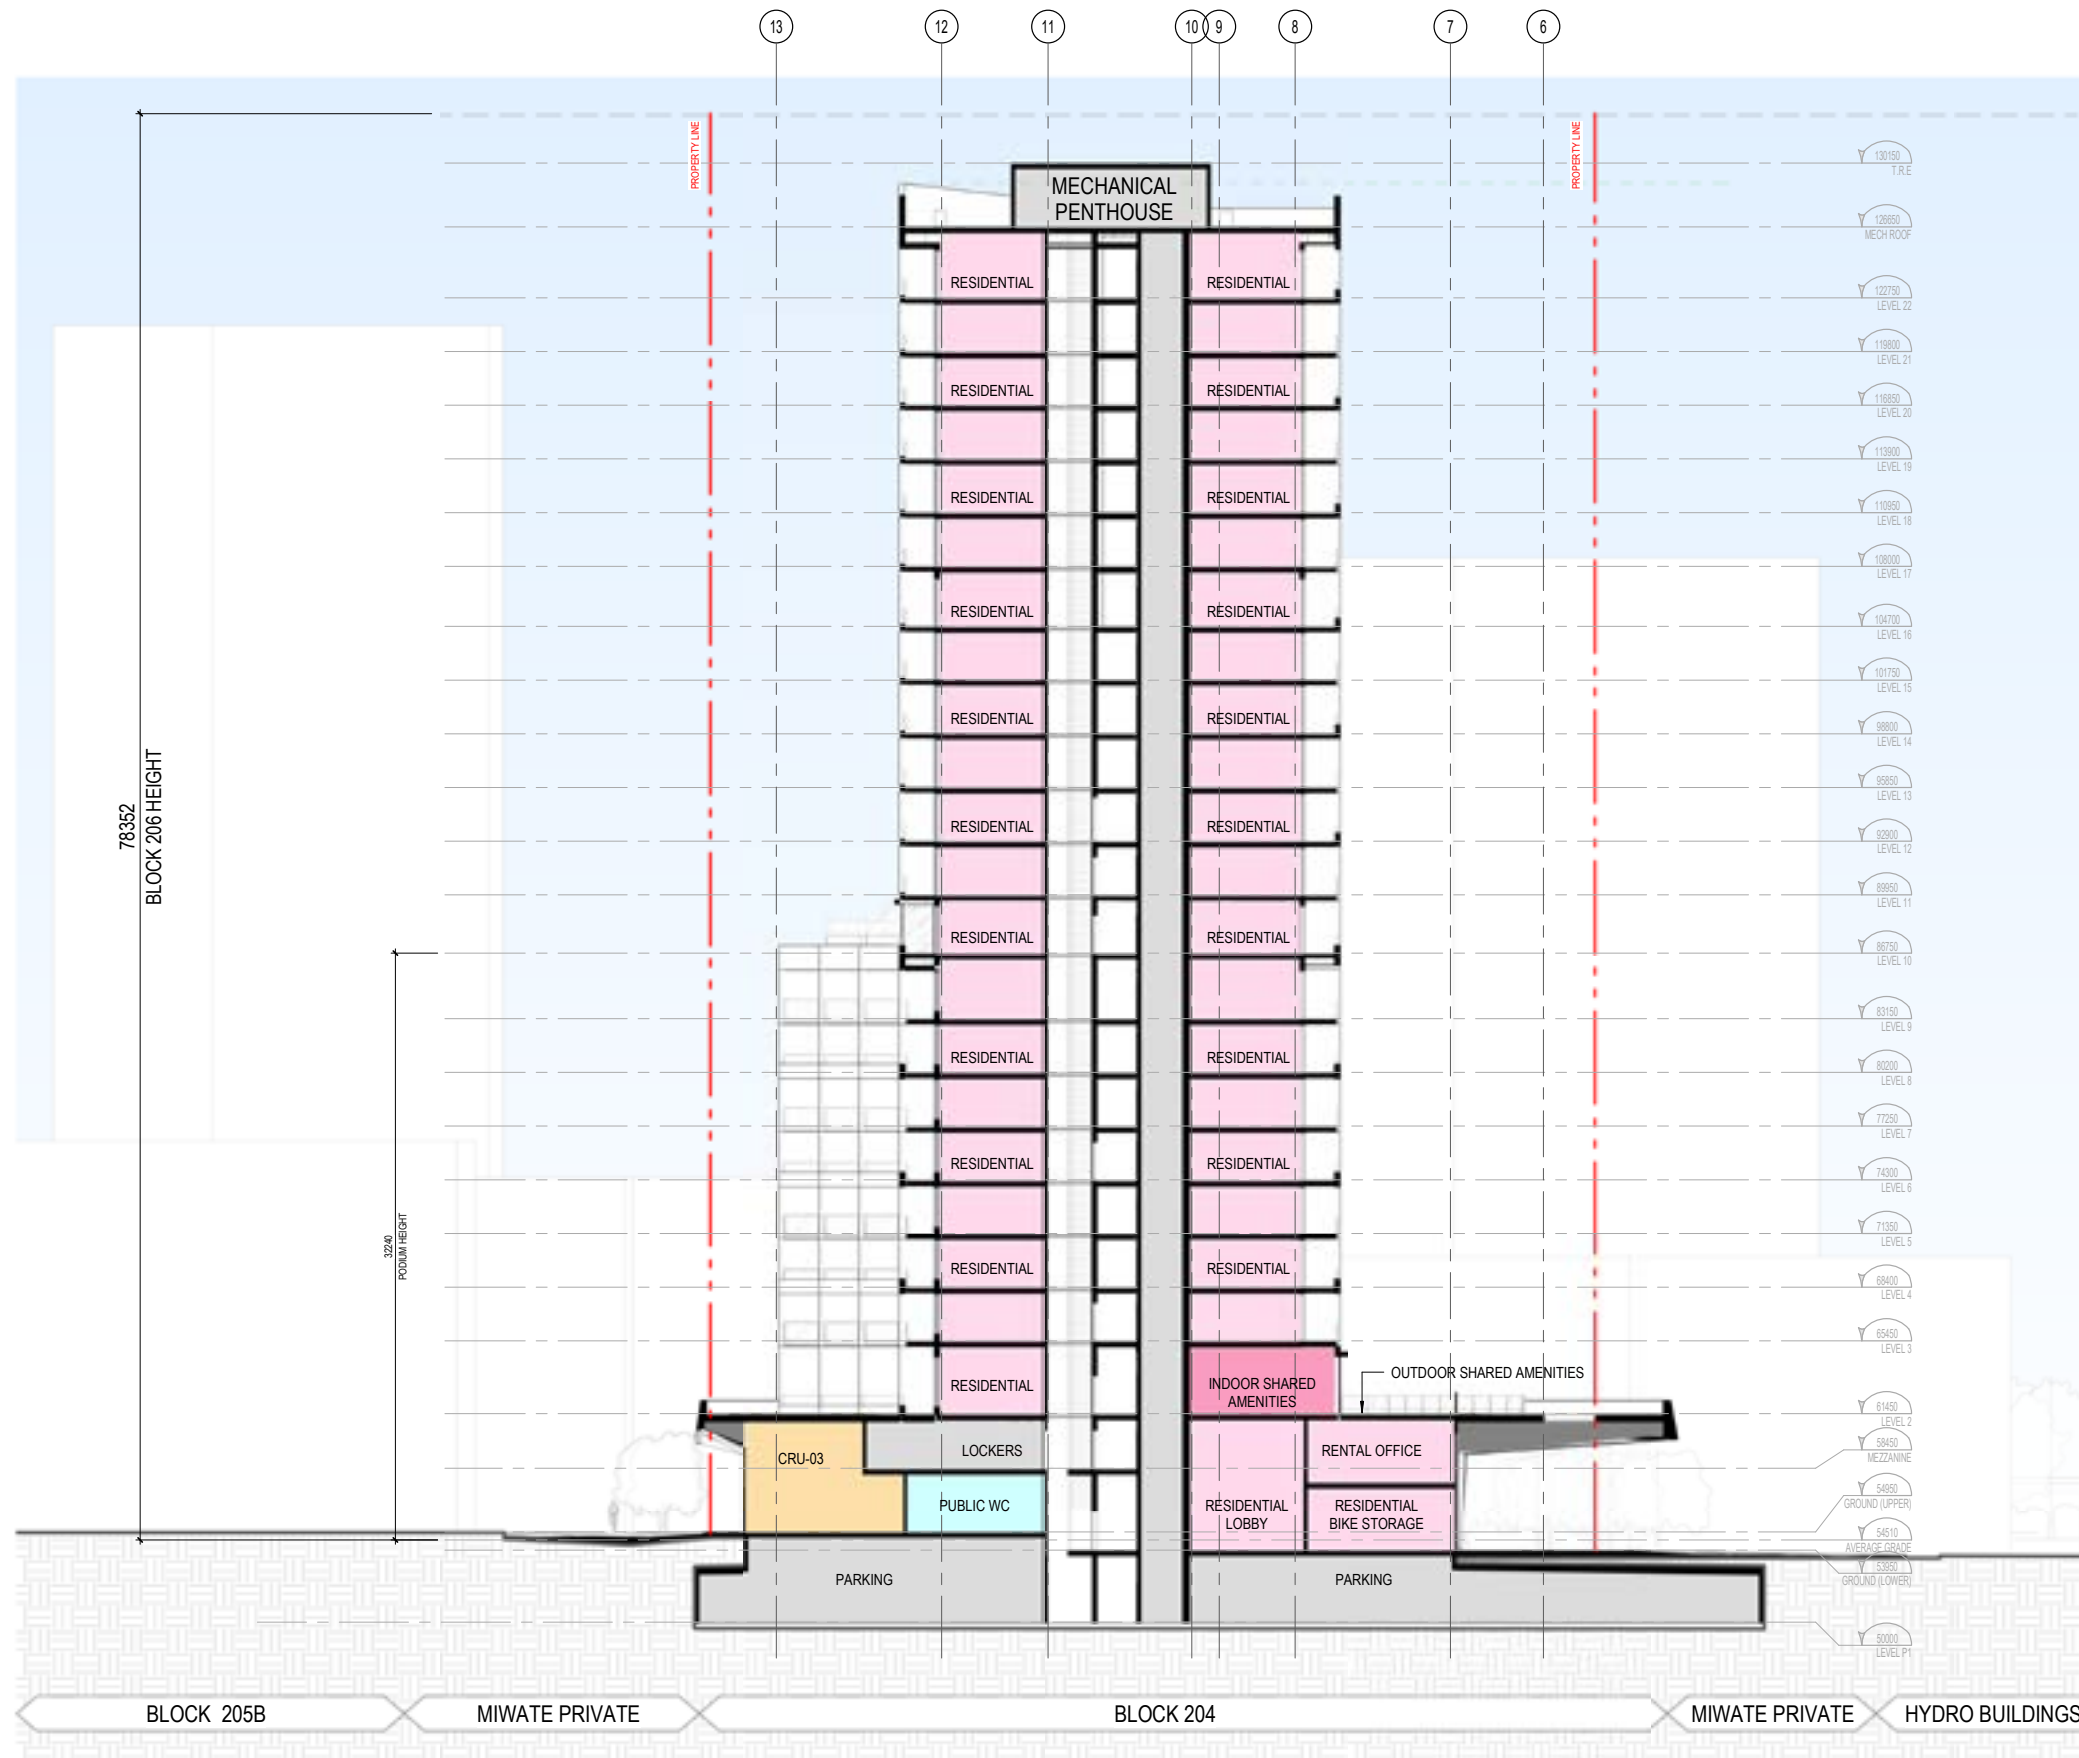 13
12
11
10
9
8
7
6
PROPERTY LINE
PROPERTY LINE
130150
T.R.E
MECHANICAL
PENTHOUSE
126650
MECH ROOF
RESIDENTIAL
RESIDENTIAL
122750
LEVEL 22
119800
LEVEL 21
RESIDENTIAL
RESIDENTIAL
116850
LEVEL 20
113900
LEVEL 19
RESIDENTIAL
RESIDENTIAL
110950
LEVEL 18
108000
LEVEL 17
RESIDENTIAL
RESIDENTIAL
104700
LEVEL 16
101750
LEVEL 15
RESIDENTIAL
RESIDENTIAL
98800
LEVEL 14
95850
LEVEL 13
78352
BLOCK 206 HEIGHT
RESIDENTIAL
RESIDENTIAL
92900
LEVEL 12
89950
LEVEL 11
RESIDENTIAL
RESIDENTIAL
86750
LEVEL 10
83150
LEVEL 9
RESIDENTIAL
RESIDENTIAL
80200
LEVEL 8
77250
LEVEL 7
RESIDENTIAL
RESIDENTIAL
74300
LEVEL 6
71350
LEVEL 5
32240
PODIUM HEIGHT
RESIDENTIAL
RESIDENTIAL
68400
LEVEL 4
65450
LEVEL 3
RESIDENTIAL
INDOOR SHARED
AMENITIES
OUTDOOR SHARED AMENITIES
61450
LEVEL 2
CRU-03
LOCKERS
RENTAL OFFICE
58450
MEZZANINE
PUBLIC WC
RESIDENTIAL
LOBBY
RESIDENTIAL
BIKE STORAGE
54950
GROUND (UPPER)
54510
AVERAGE GRADE
53950
GROUND (LOWER)
PARKING
PARKING
50000
LEVEL P1
BLOCK 205B
MIWATE PRIVATE
BLOCK 204
MIWATE PRIVATE
HYDRO BUILDINGS